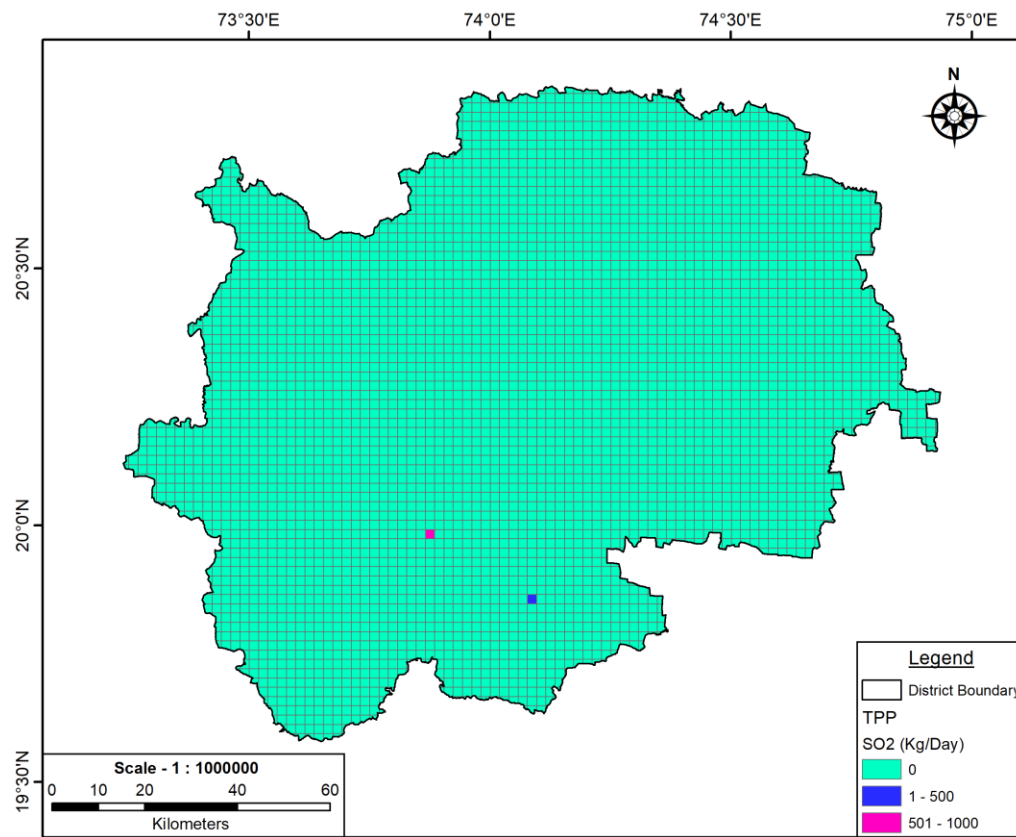 73°30'E 74°0'E 74°30'E 75°0'E
N
20°30'N
20°0'N
19°30'N
Legend
District Boundary
TPP
SO2 (Kg/Day)
0
1 - 500
501 - 1000
Scale - 1 : 1000000
0 10 20 40 60
Kilometers